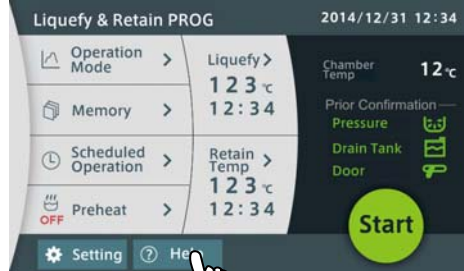 Liquefy & Retain PROG
2014/12/31 12:34
Operation
Mode
Memory
Scheduled
Operation
OFF
Preheat
Liquefy
123℃
12:34
Retain
Temp
123℃
12:34
Chamber
Temp
12℃
Prior Confirmation
Pressure
Drain Tank
Door
Start
Setting
? Help